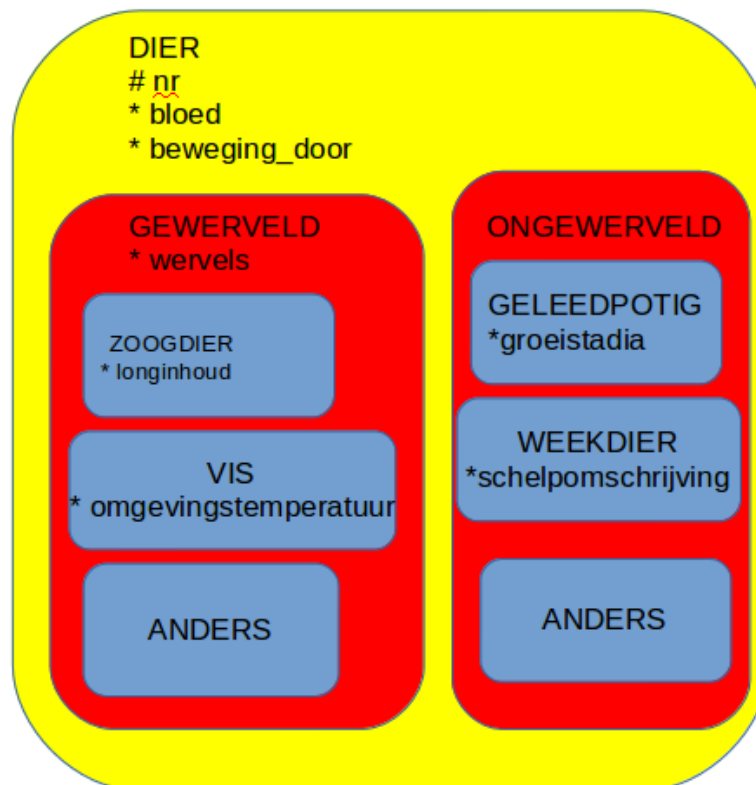 DIER
# nr
* bloed
* beweging_door
GEWERVELD
* wervels
ZOOGDIER
* longinhoud
VIS
* omgevingstemperatuur
ANDERS
ONGEWERVELD
GELEEDPOTIG
*groeistadia
WEEKDIER
*schelpomschrijving
ANDERS